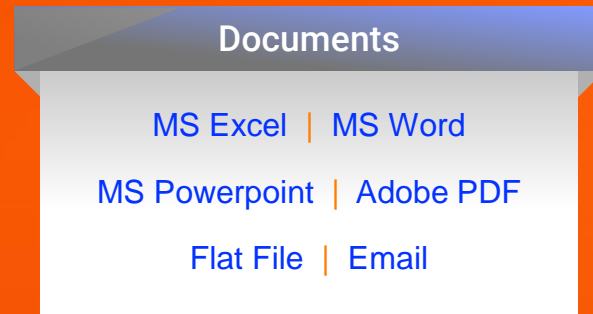 Documents
MS Excel | MS Word
MS Powerpoint | Adobe PDF
Flat File | Email